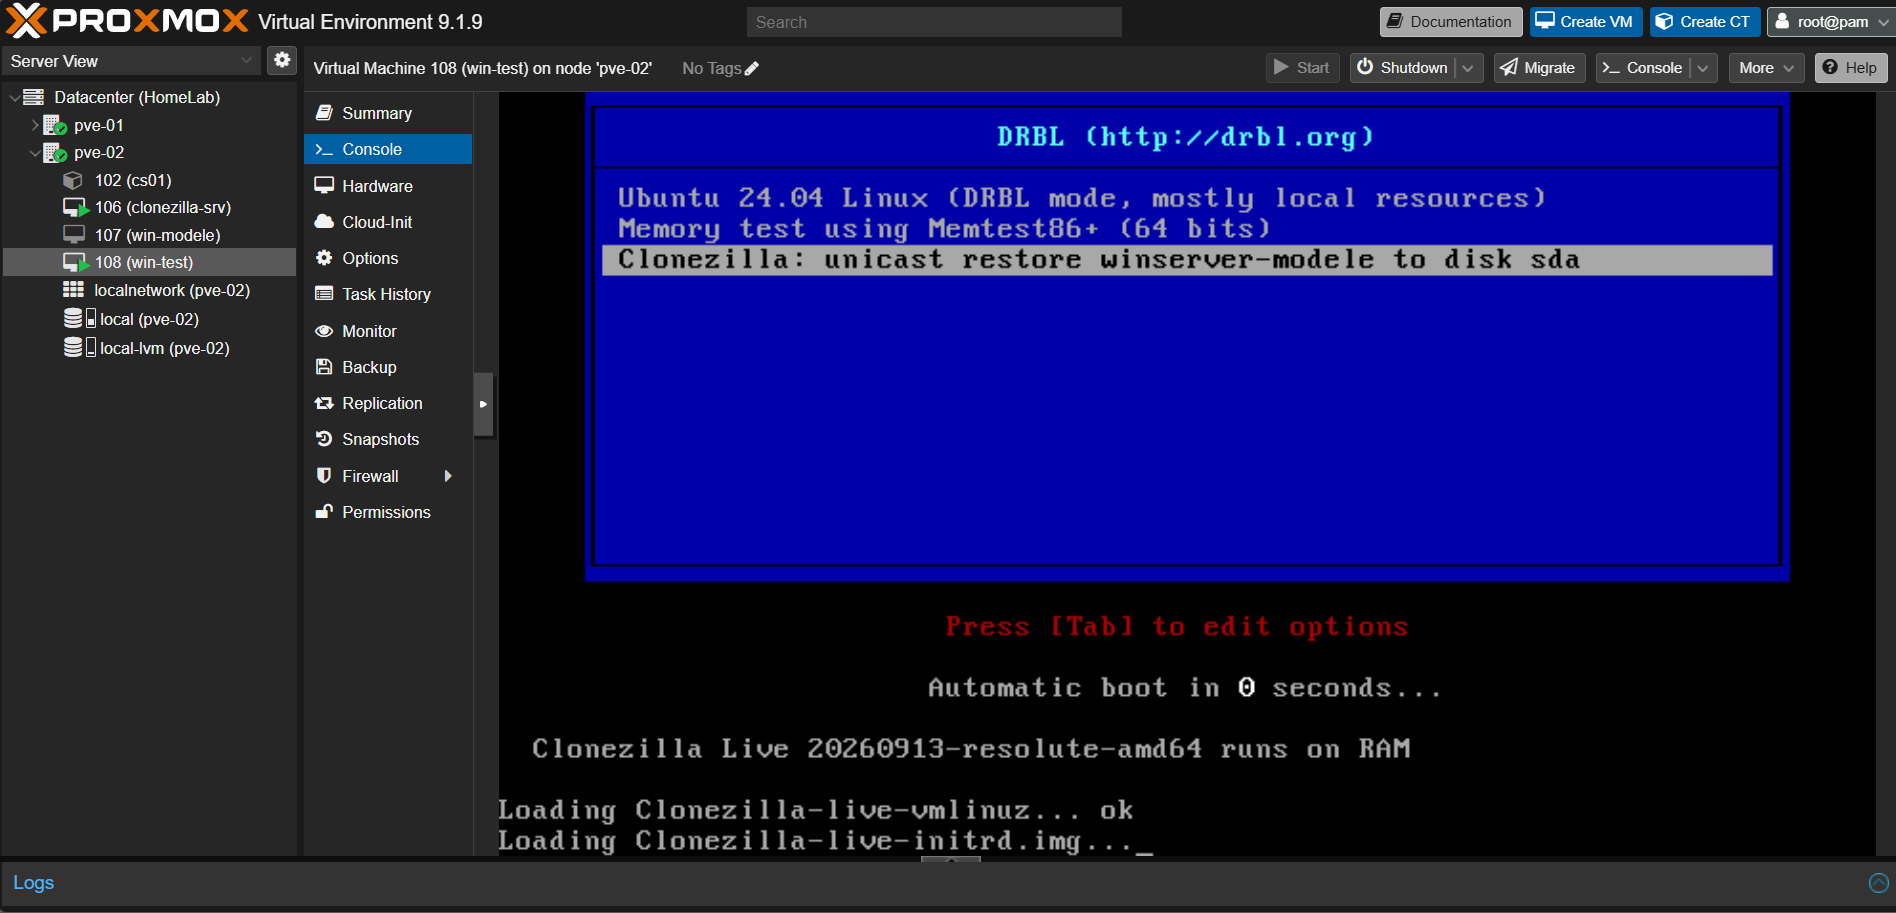 PROXMOX Virtual Environment 9.1.9
Search
Documentation
Create VM
Create CT
root@pam
Server View
Virtual Machine 108 (win-test) on node 'pve-02'
No Tags
Start
Shutdown
Migrate
Console
More
Help
Datacenter (HomeLab)
pve-01
pve-02
102 (cs01)
106 (clonezilla-srv)
107 (win-modele)
108 (win-test)
localnetwork (pve-02)
local (pve-02)
local-lvm (pve-02)
Summary
Console
Hardware
Cloud-Init
Options
Task History
Monitor
Backup
Replication
Snapshots
Firewall
Permissions
DRBL (http://drbl.org)
Ubuntu 24.04 Linux (DRBL mode, mostly local resources)
Memory test using Memtest86+ (64 bits)
Clonezilla: unicast restore winserver-modele to disk sda
Press [Tab] to edit options
Automatic boot in 0 seconds...
Clonezilla Live 20260913-resolute-amd64 runs on RAM
Loading Clonezilla-live-vmlinuz... ok
Loading Clonezilla-live-initrd.img..._
Logs